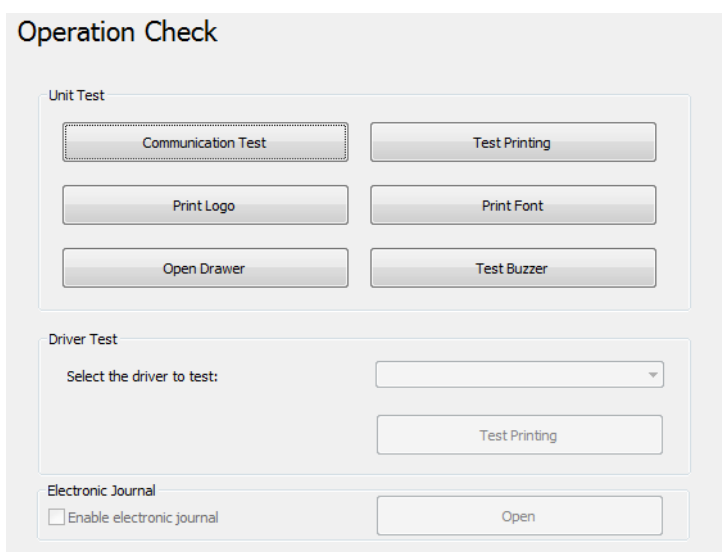 Operation Check
Unit Test
Communication Test
Test Printing
Print Logo
Print Font
Open Drawer
Test Buzzer
Driver Test
Select the driver to test:
Test Printing
Electronic Journal
Enable electronic journal
Open